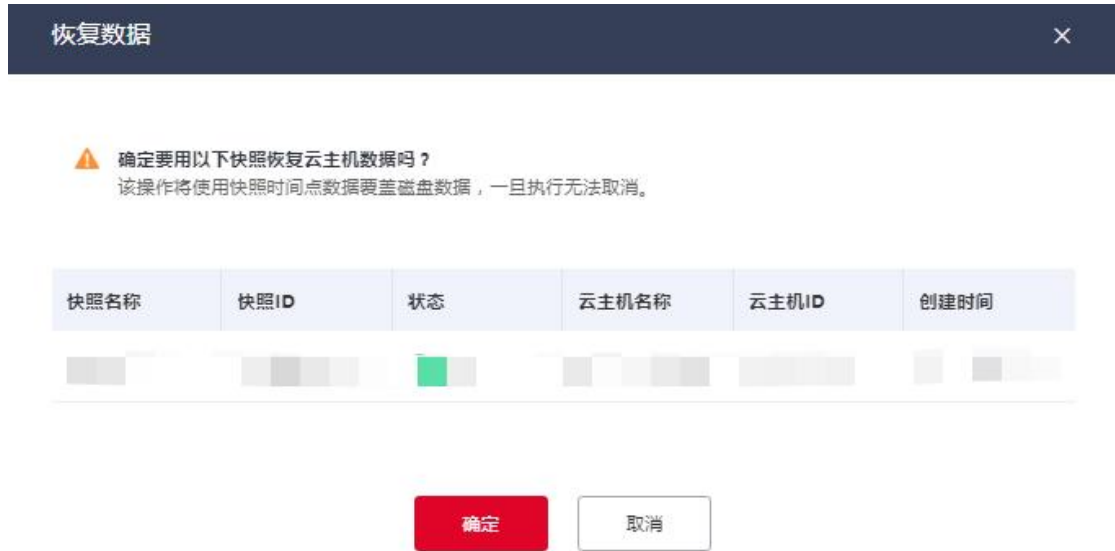 恢复数据
确定要用以下快照恢复云主机数据吗？
该操作将使用快照时间点数据覆盖磁盘数据，一旦执行无法取消。
快照名称 快照ID 状态 云主机名称 云主机ID 创建时间
确定 取消